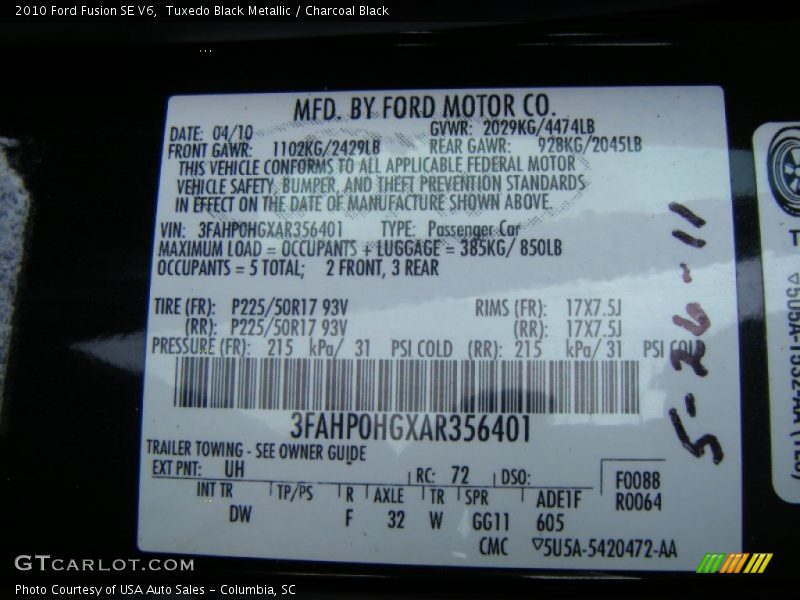 2010 Ford Fusion SE V6,  Tuxedo Black Metallic / Charcoal Black
MFD. BY FORD MOTOR CO.
DATE: 04/10 GVWR: 2029KG/4474LB
FRONT GAWR: 1102KG/2429LB REAR GAWR: 928KG/2045LB
THIS VEHICLE CONFORMS TO ALL APPLICABLE FEDERAL MOTOR
VEHICLE SAFETY, BUMPER, AND THEFT PREVENTION STANDARDS
IN EFFECT ON THE DATE OF MANUFACTURE SHOWN ABOVE.
VIN: 3FAHP0HGXAR356401 TYPE: Passenger Car
MAXIMUM LOAD = OCCUPANTS + LUGGAGE = 385KG/ 850LB
OCCUPANTS = 5 TOTAL; 2 FRONT, 3 REAR
TIRE (FR): P225/50R17 93V RIMS (FR): 17X7.5J
(RR): P225/50R17 93V (RR): 17X7.5J
PRESSURE (FR): 215 kPa/ 31 PSI COLD (RR): 215 kPa/ 31 PSI COLD
3FAHP0HGXAR356401
TRAILER TOWING - SEE OWNER GUIDE
EXT PNT: UH RC: 72 DSO: F0088
INT TR TP/PS R AXLE TR SPR ADE1F R0064
DW F 32 W GG11 605
CMC ▽5U5A-5420472-AA
5-26-11
GTCARLOT.COM
Photo Courtesy of USA Auto Sales - Columbia, SC